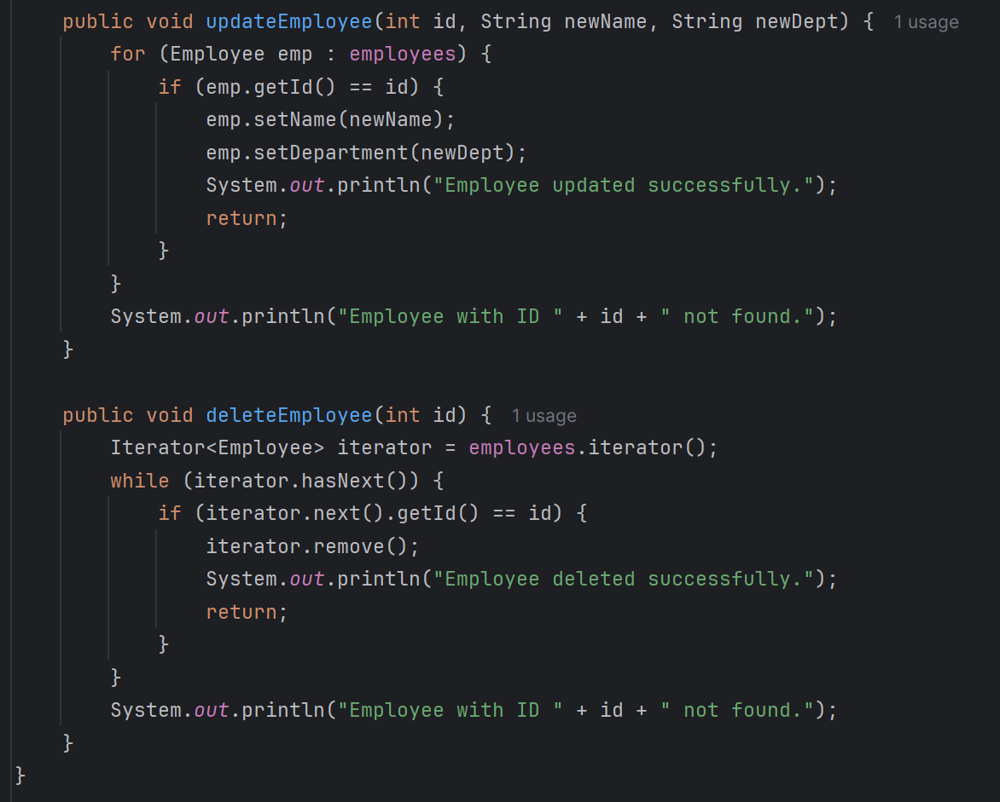 public void updateEmployee(int id, String newName, String newDept) { 1 usage
for (Employee emp : employees) {
if (emp.getId() == id) {
emp.setName(newName);
emp.setDepartment(newDept);
System.out.println("Employee updated successfully.");
return;
}
}
System.out.println("Employee with ID " + id + " not found.");
}
public void deleteEmployee(int id) { 1 usage
Iterator<Employee> iterator = employees.iterator();
while (iterator.hasNext()) {
if (iterator.next().getId() == id) {
iterator.remove();
System.out.println("Employee deleted successfully.");
return;
}
}
System.out.println("Employee with ID " + id + " not found.");
}
}